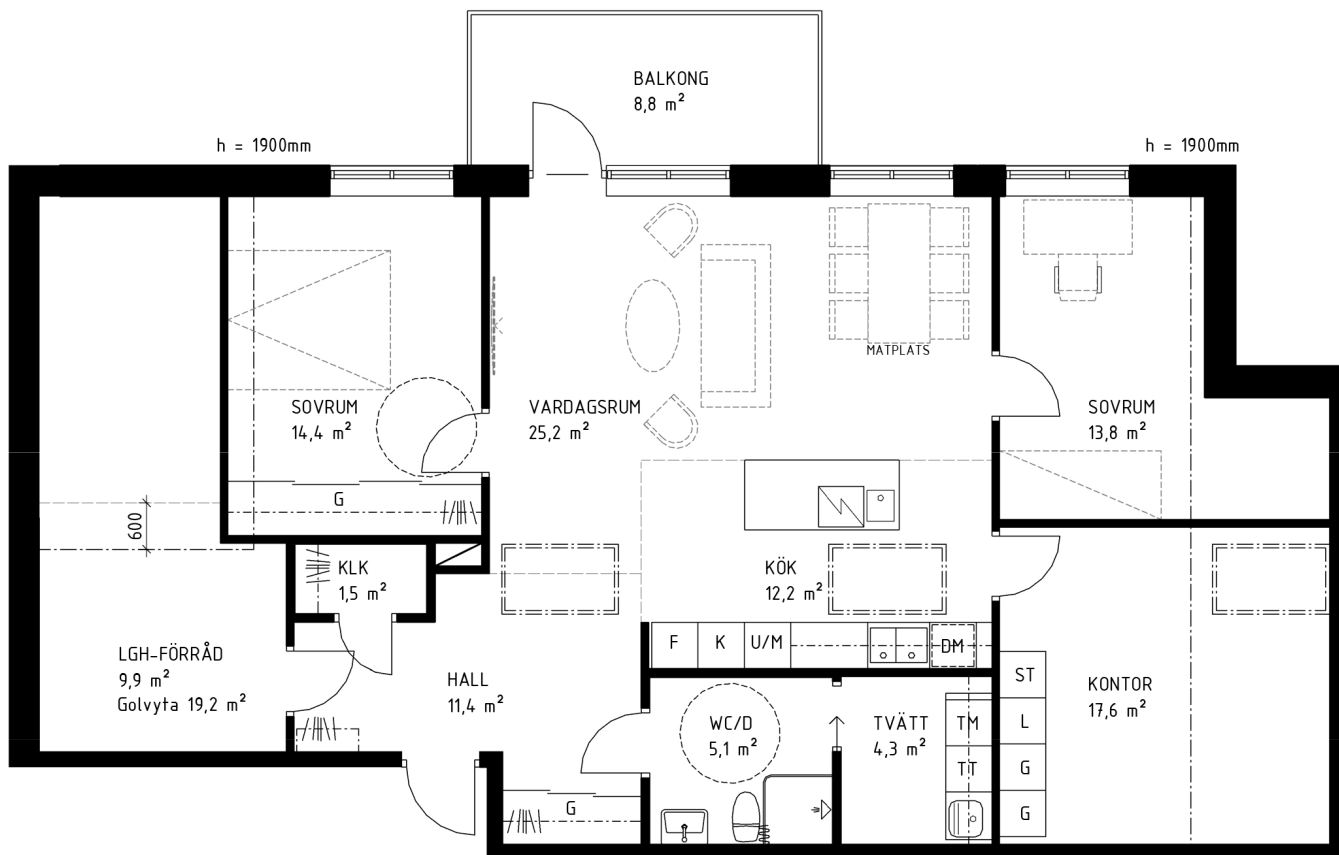 BALKONG
8,8 m²
h = 1900mm
h = 1900mm
MATPLATS
SOVRUM
14,4 m²
VARDAGSRUM
25,2 m²
SOVRUM
13,8 m²
G
600
KLK
1,5 m²
KÖK
12,2 m²
F K U/M DM
LGH-FÖRRÅD
9,9 m²
Golvyta 19,2 m²
HALL
11,4 m²
ST
L
G
G
KONTOR
17,6 m²
WC/D
5,1 m²
TVÄTT
4,3 m²
TM
TT
G